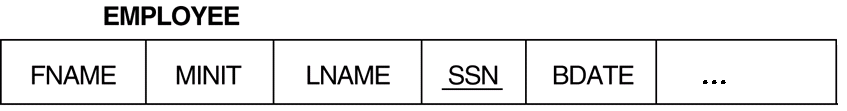 EMPLOYEE
FNAME MINIT LNAME SSN BDATE ...